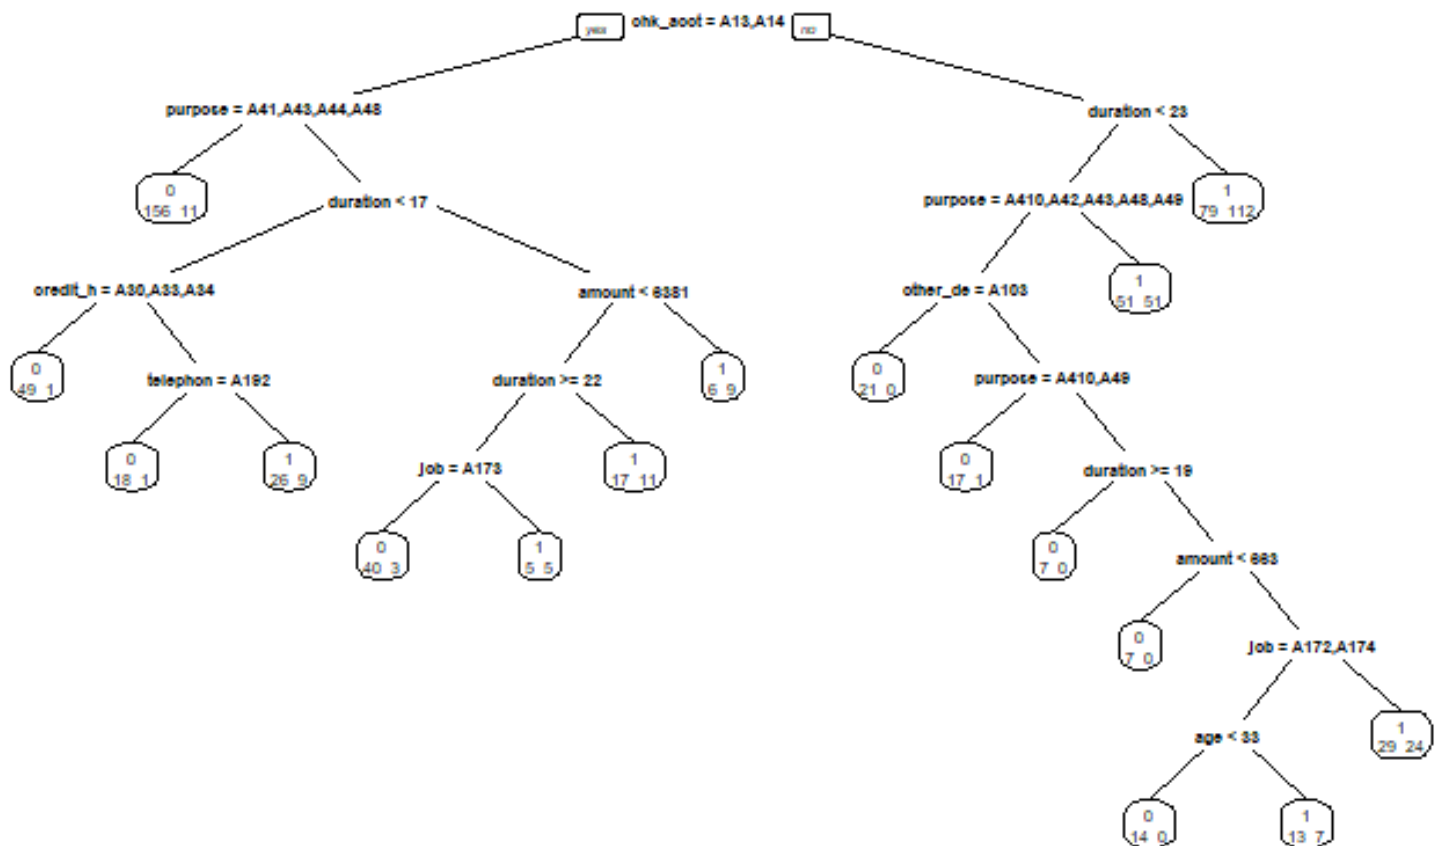 yes
ohk_aoot = A13,A14
no
purpose = A41,A43,A44,A48
duration < 23
0
156 11
duration < 17
purpose = A410,A42,A43,A48,A49
1
79 112
oredit_h = A30,A33,A34
amount < 6381
other_de = A103
1
51 51
0
49 1
telephon = A192
duration >= 22
1
6 9
0
21 0
purpose = A410,A49
0
18 1
1
26 9
job = A173
1
17 11
0
17 1
duration >= 19
0
40 3
1
5 5
0
7 0
amount < 663
0
7 0
job = A172,A174
age < 33
1
29 24
0
14 0
1
13 7